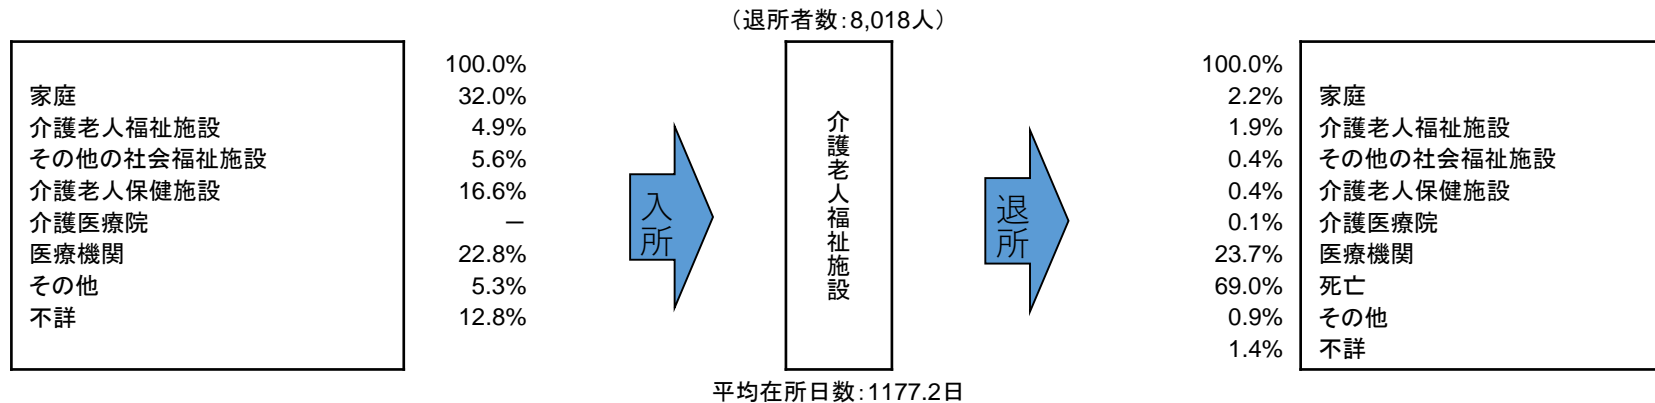 （退所者数：8,018人）
100.0%
家庭 32.0%
介護老人福祉施設 4.9%
その他の社会福祉施設 5.6%
介護老人保健施設 16.6%
介護医療院 －
医療機関 22.8%
その他 5.3%
不詳 12.8%
入所
介護老人福祉施設
退所
100.0%
2.2% 家庭
1.9% 介護老人福祉施設
0.4% その他の社会福祉施設
0.4% 介護老人保健施設
0.1% 介護医療院
23.7% 医療機関
69.0% 死亡
0.9% その他
1.4% 不詳
平均在所日数：1177.2日